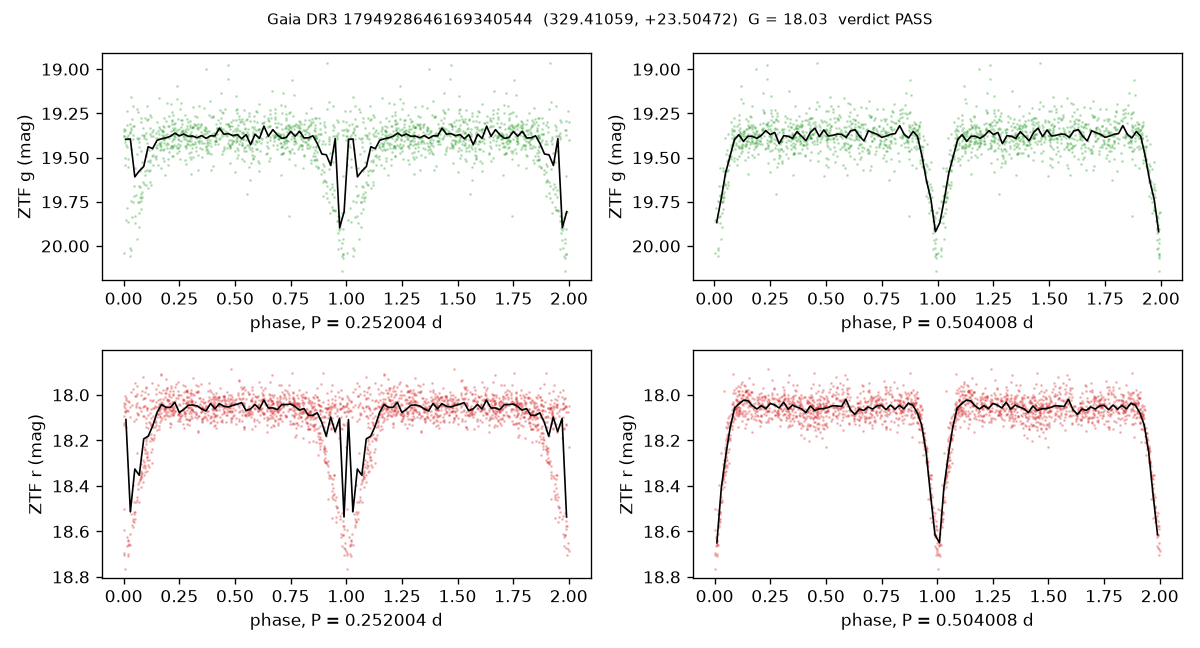 Gaia DR3 1794928646169340544 (329.41059, +23.50472) G = 18.03 verdict PASS
ZTF g (mag)
19.00
19.25
19.50
19.75
20.00
0.00 0.25 0.50 0.75 1.00 1.25 1.50 1.75 2.00
phase, P = 0.252004 d
ZTF g (mag)
19.00
19.25
19.50
19.75
20.00
0.00 0.25 0.50 0.75 1.00 1.25 1.50 1.75 2.00
phase, P = 0.504008 d
ZTF r (mag)
18.0
18.2
18.4
18.6
18.8
0.00 0.25 0.50 0.75 1.00 1.25 1.50 1.75 2.00
phase, P = 0.252004 d
ZTF r (mag)
18.0
18.2
18.4
18.6
18.8
0.00 0.25 0.50 0.75 1.00 1.25 1.50 1.75 2.00
phase, P = 0.504008 d